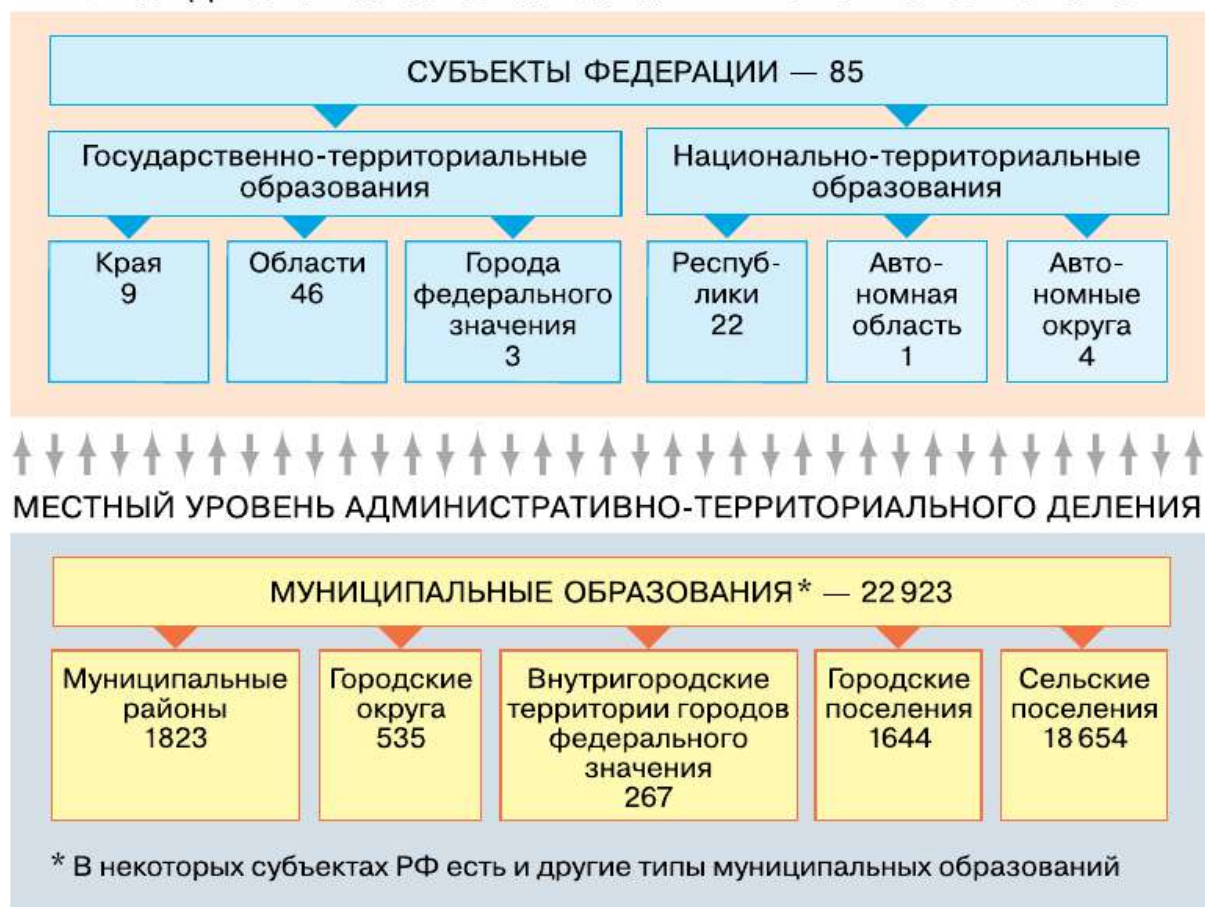 СУБЪЕКТЫ ФЕДЕРАЦИИ — 85
Государственно-территориальные
образования
Национально-территориальные
образования
Края
9
Области
46
Города
федерального
значения
3
Респуб-
лики
22
Авто-
номная
область
1
Авто-
номные
округа
4
МЕСТНЫЙ УРОВЕНЬ АДМИНИСТРАТИВНО-ТЕРРИТОРИАЛЬНОГО ДЕЛЕНИЯ
МУНИЦИПАЛЬНЫЕ ОБРАЗОВАНИЯ* — 22 923
Муниципальные
районы
1823
Городские
округа
535
Внутригородские
территории городов
федерального
значения
267
Городские
поселения
1644
Сельские
поселения
18 654
* В некоторых субъектах РФ есть и другие типы муниципальных образований